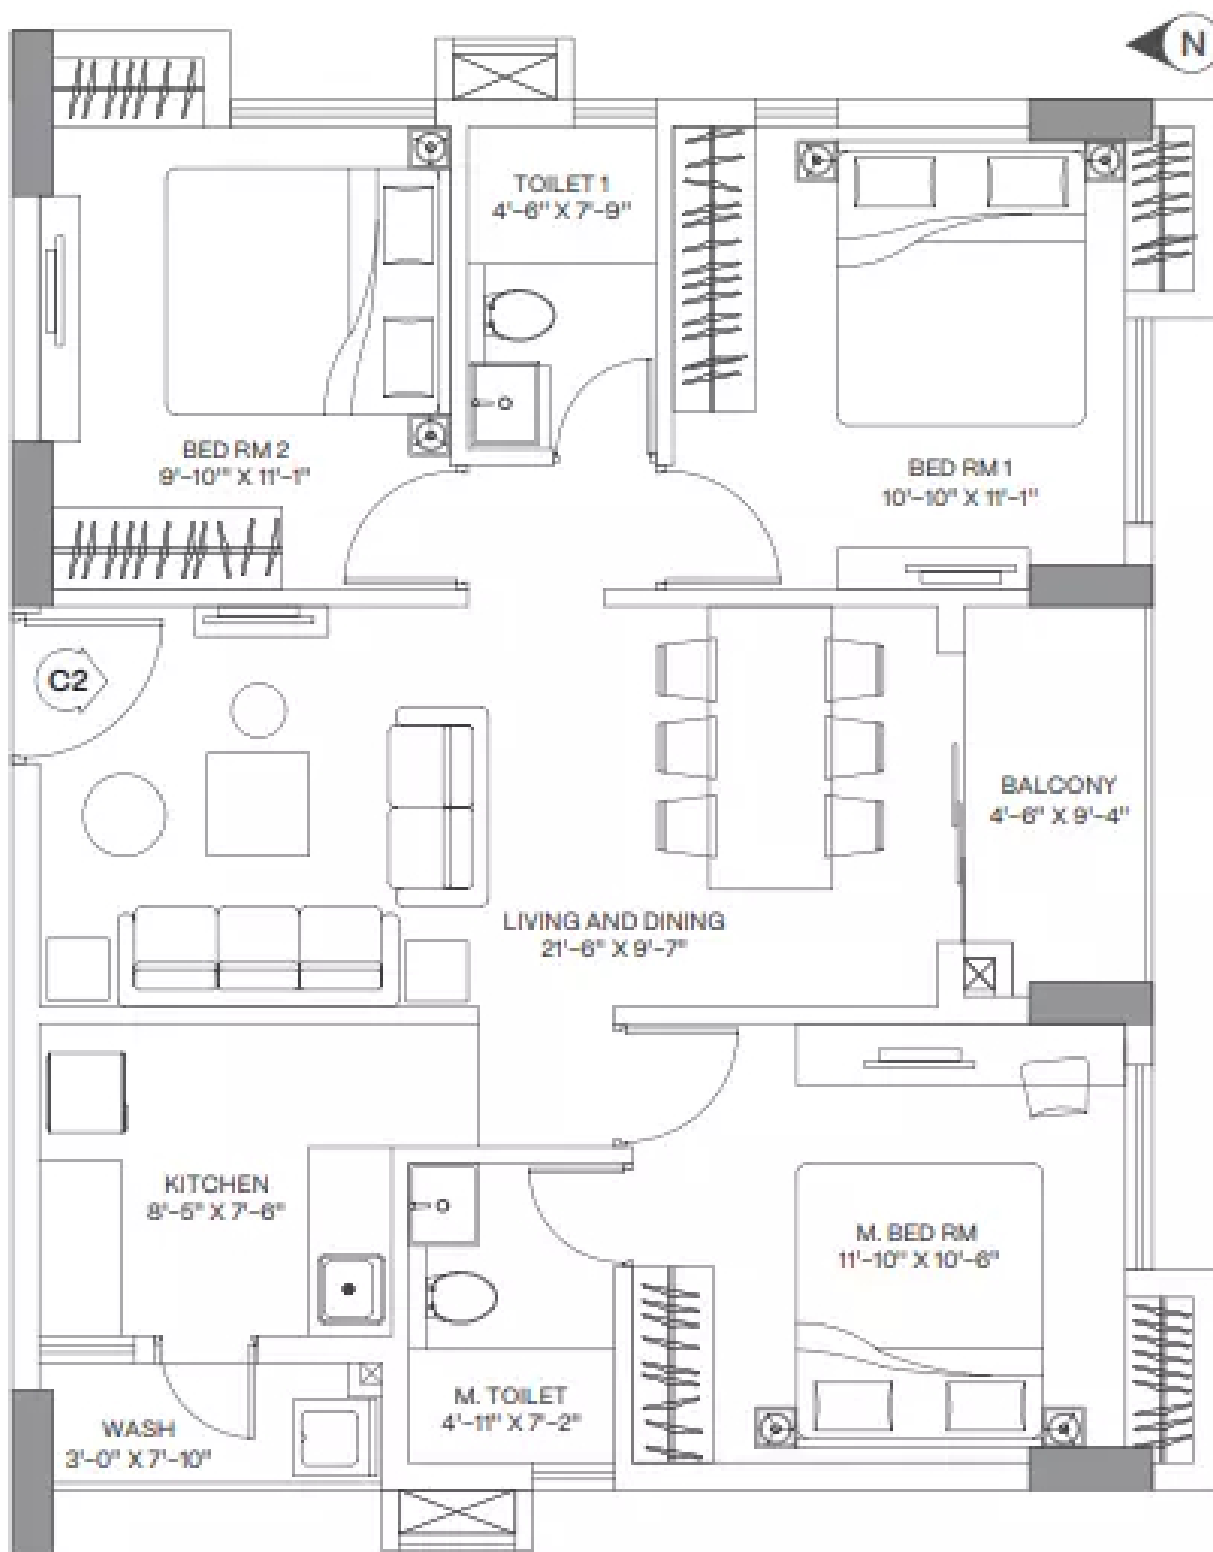 N
TOILET 1
4'-6" X 7'-9"
BED RM 2
9'-10'" X 11'-1"
BED RM 1
10'-10" X 11'-1"
C2
BALCONY
4'-6" X 9'-4"
LIVING AND DINING
21'-6" X 9'-7"
KITCHEN
8'-5" X 7'-6"
M. BED RM
11'-10" X 10'-6"
M. TOILET
4'-11" X 7'-2"
WASH
3'-0" X 7'-10"